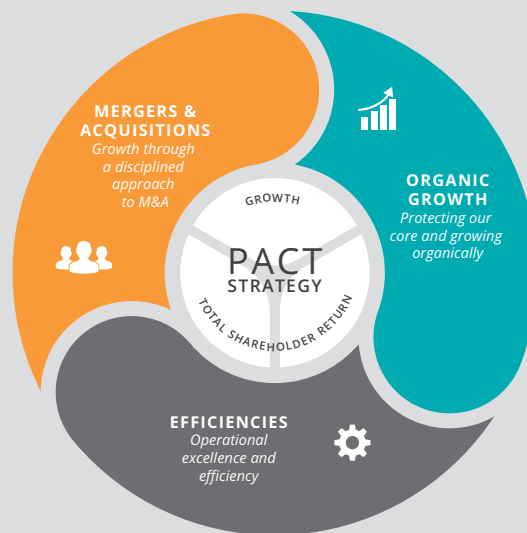 MERGERS &
ACQUISITIONS
Growth through
a disciplined
approach
to M&A
ORGANIC
GROWTH
Protecting our
core and growing
organically
GROWTH
PACT
STRATEGY
TOTAL SHAREHOLDER RETURN
EFFICIENCIES
Operational
excellence and
efficiency